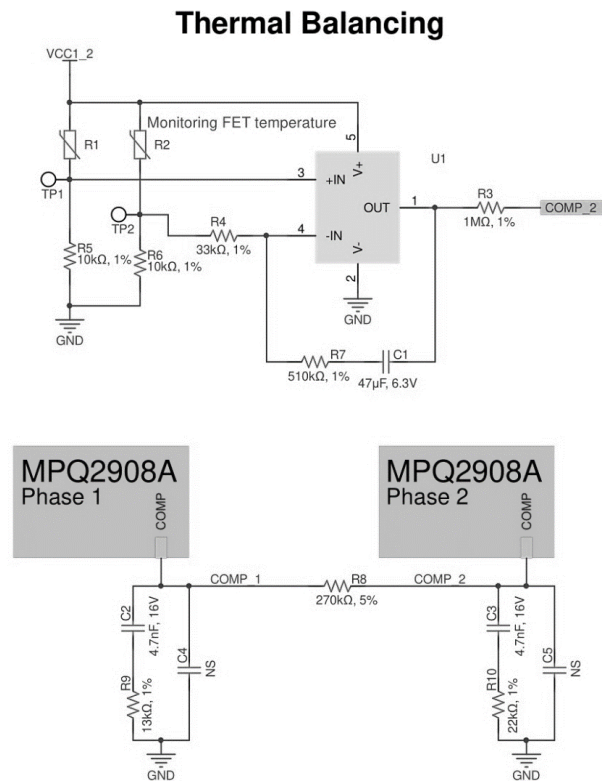 Thermal Balancing
VCC1_2
Monitoring FET temperature
R1
R2
U1
TP1
TP2
3
+IN
5
V+
OUT
1
R3
1MΩ, 1%
COMP_2
R4
33kΩ, 1%
4
-IN
V-
2
GND
R5
10kΩ, 1%
R6
10kΩ, 1%
GND
R7
510kΩ, 1%
C1
47µF, 6.3V
MPQ2908A
Phase 1
COMP
MPQ2908A
Phase 2
COMP
COMP_1
R8
270kΩ, 5%
COMP_2
C2
4.7nF, 16V
C4
NS
R9
13kΩ, 1%
GND
C3
4.7nF, 16V
C5
NS
R10
22kΩ, 1%
GND